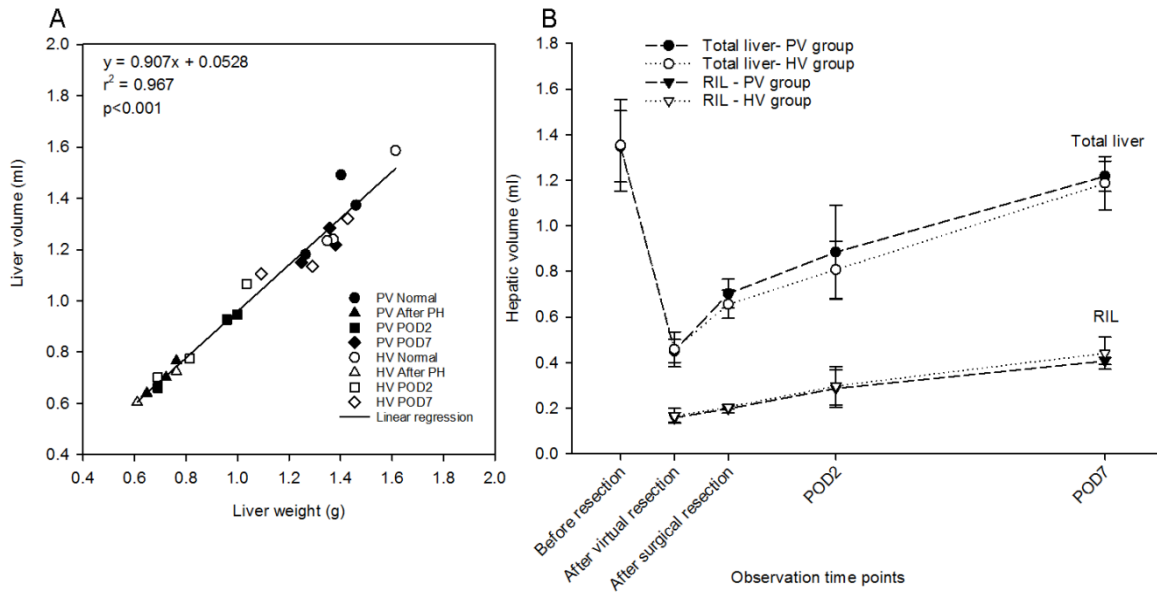 A
y = 0.907x + 0.0528
r² = 0.967
p<0.001
Liver volume (ml)
2.0
1.8
1.6
1.4
1.2
1.0
0.8
0.6
0.4
PV Normal
PV After PH
PV POD2
PV POD7
HV Normal
HV After PH
HV POD2
HV POD7
Linear regression
0.4 0.6 0.8 1.0 1.2 1.4 1.6 1.8 2.0
Liver weight (g)
B
Total liver- PV group
Total liver- HV group
RIL - PV group
RIL - HV group
Hepatic volume (ml)
1.8
1.6
1.4
1.2
1.0
0.8
0.6
0.4
0.2
0.0
Total liver
RIL
Before resection
After virtual resection
After surgical resection
POD2
POD7
Observation time points